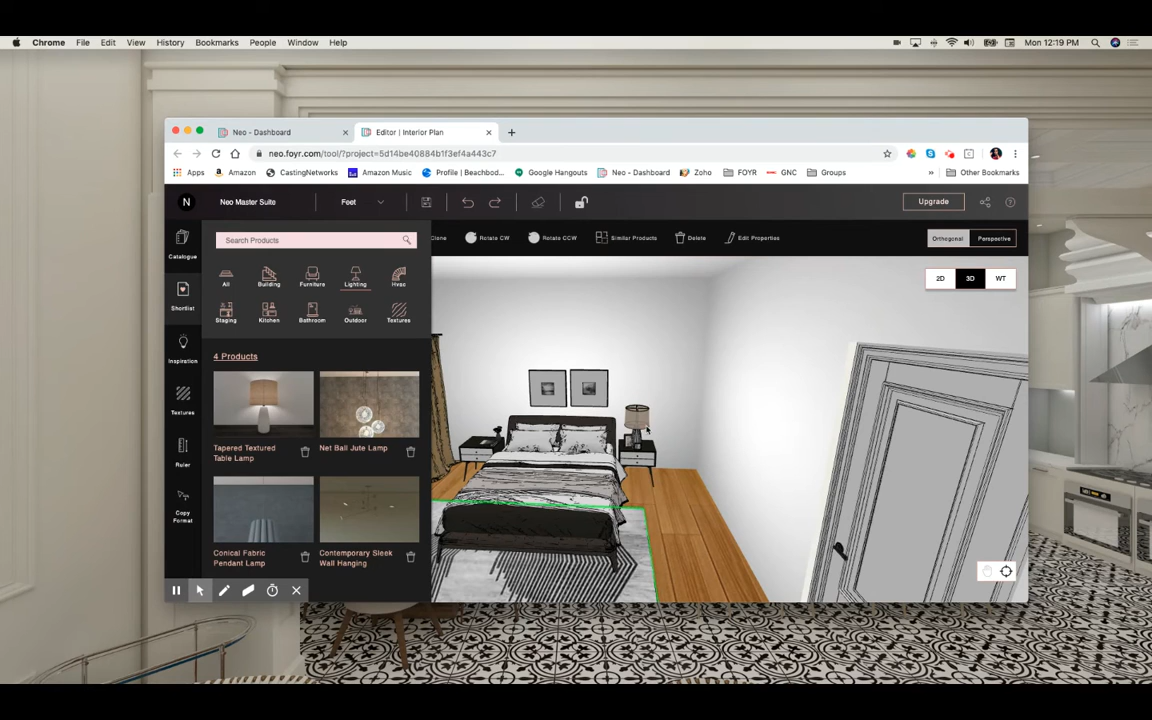 Chrome File Edit View History Bookmarks People Window Help Mon 12:19 PM
Neo - Dashboard Editor | Interior Plan
neo.foyr.com/tool/?project=5d14be40884b1f3ef4a443c7
Apps Amazon CastingNetworks Amazon Music Profile | Beachbod... Google Hangouts Neo - Dashboard Zoho FOYR GNC Groups » Other Bookmarks
N Neo Master Suite Feet Upgrade
Catalogue
Shortlist
Inspiration
Textures
Ruler
Copy
Format
Search Products
Clone Rotate CW Rotate CCW Similar Products Delete Edit Properties Orthogonal Perspective
2D 3D WT
All Building Furniture Lighting Hvac
Staging Kitchen Bathroom Outdoor Textures
4 Products
Tapered Textured
Table Lamp
Net Ball Jute Lamp
Conical Fabric
Pendant Lamp
Contemporary Sleek
Wall Hanging